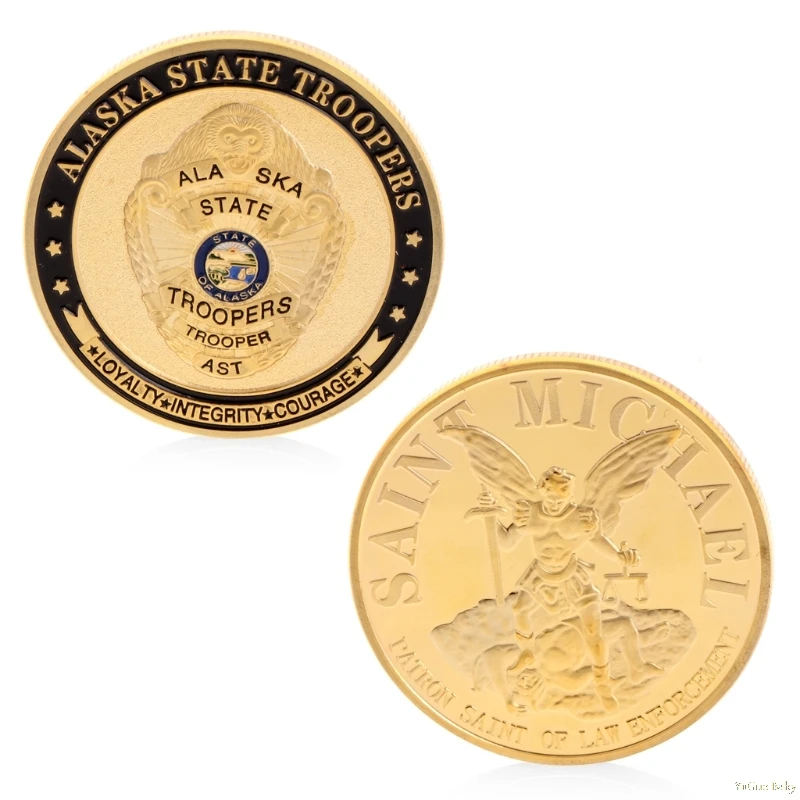 ALASKA STATE TROOPERS
ALA SKA
STATE
STATE
OF ALASKA
TROOPERS
TROOPER
AST
★LOYALTY★INTEGRITY★COURAGE★
SAINT MICHAEL
PATRON SAINT OF LAW ENFORCEMENT